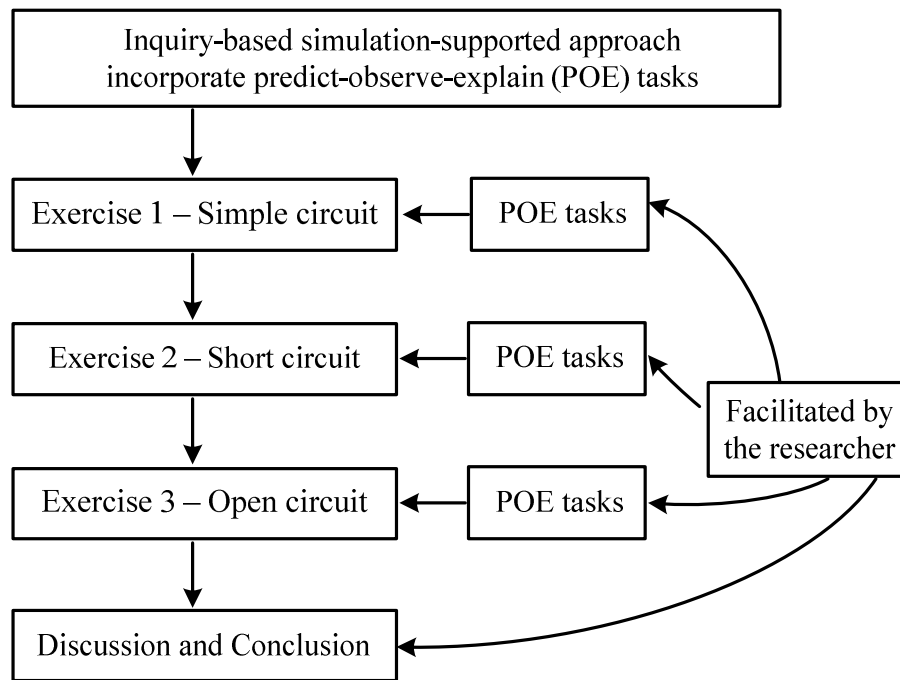 Inquiry-based simulation-supported approach
incorporate predict-observe-explain (POE) tasks
Exercise 1 – Simple circuit
POE tasks
Exercise 2 – Short circuit
POE tasks
Facilitated by
the researcher
Exercise 3 – Open circuit
POE tasks
Discussion and Conclusion